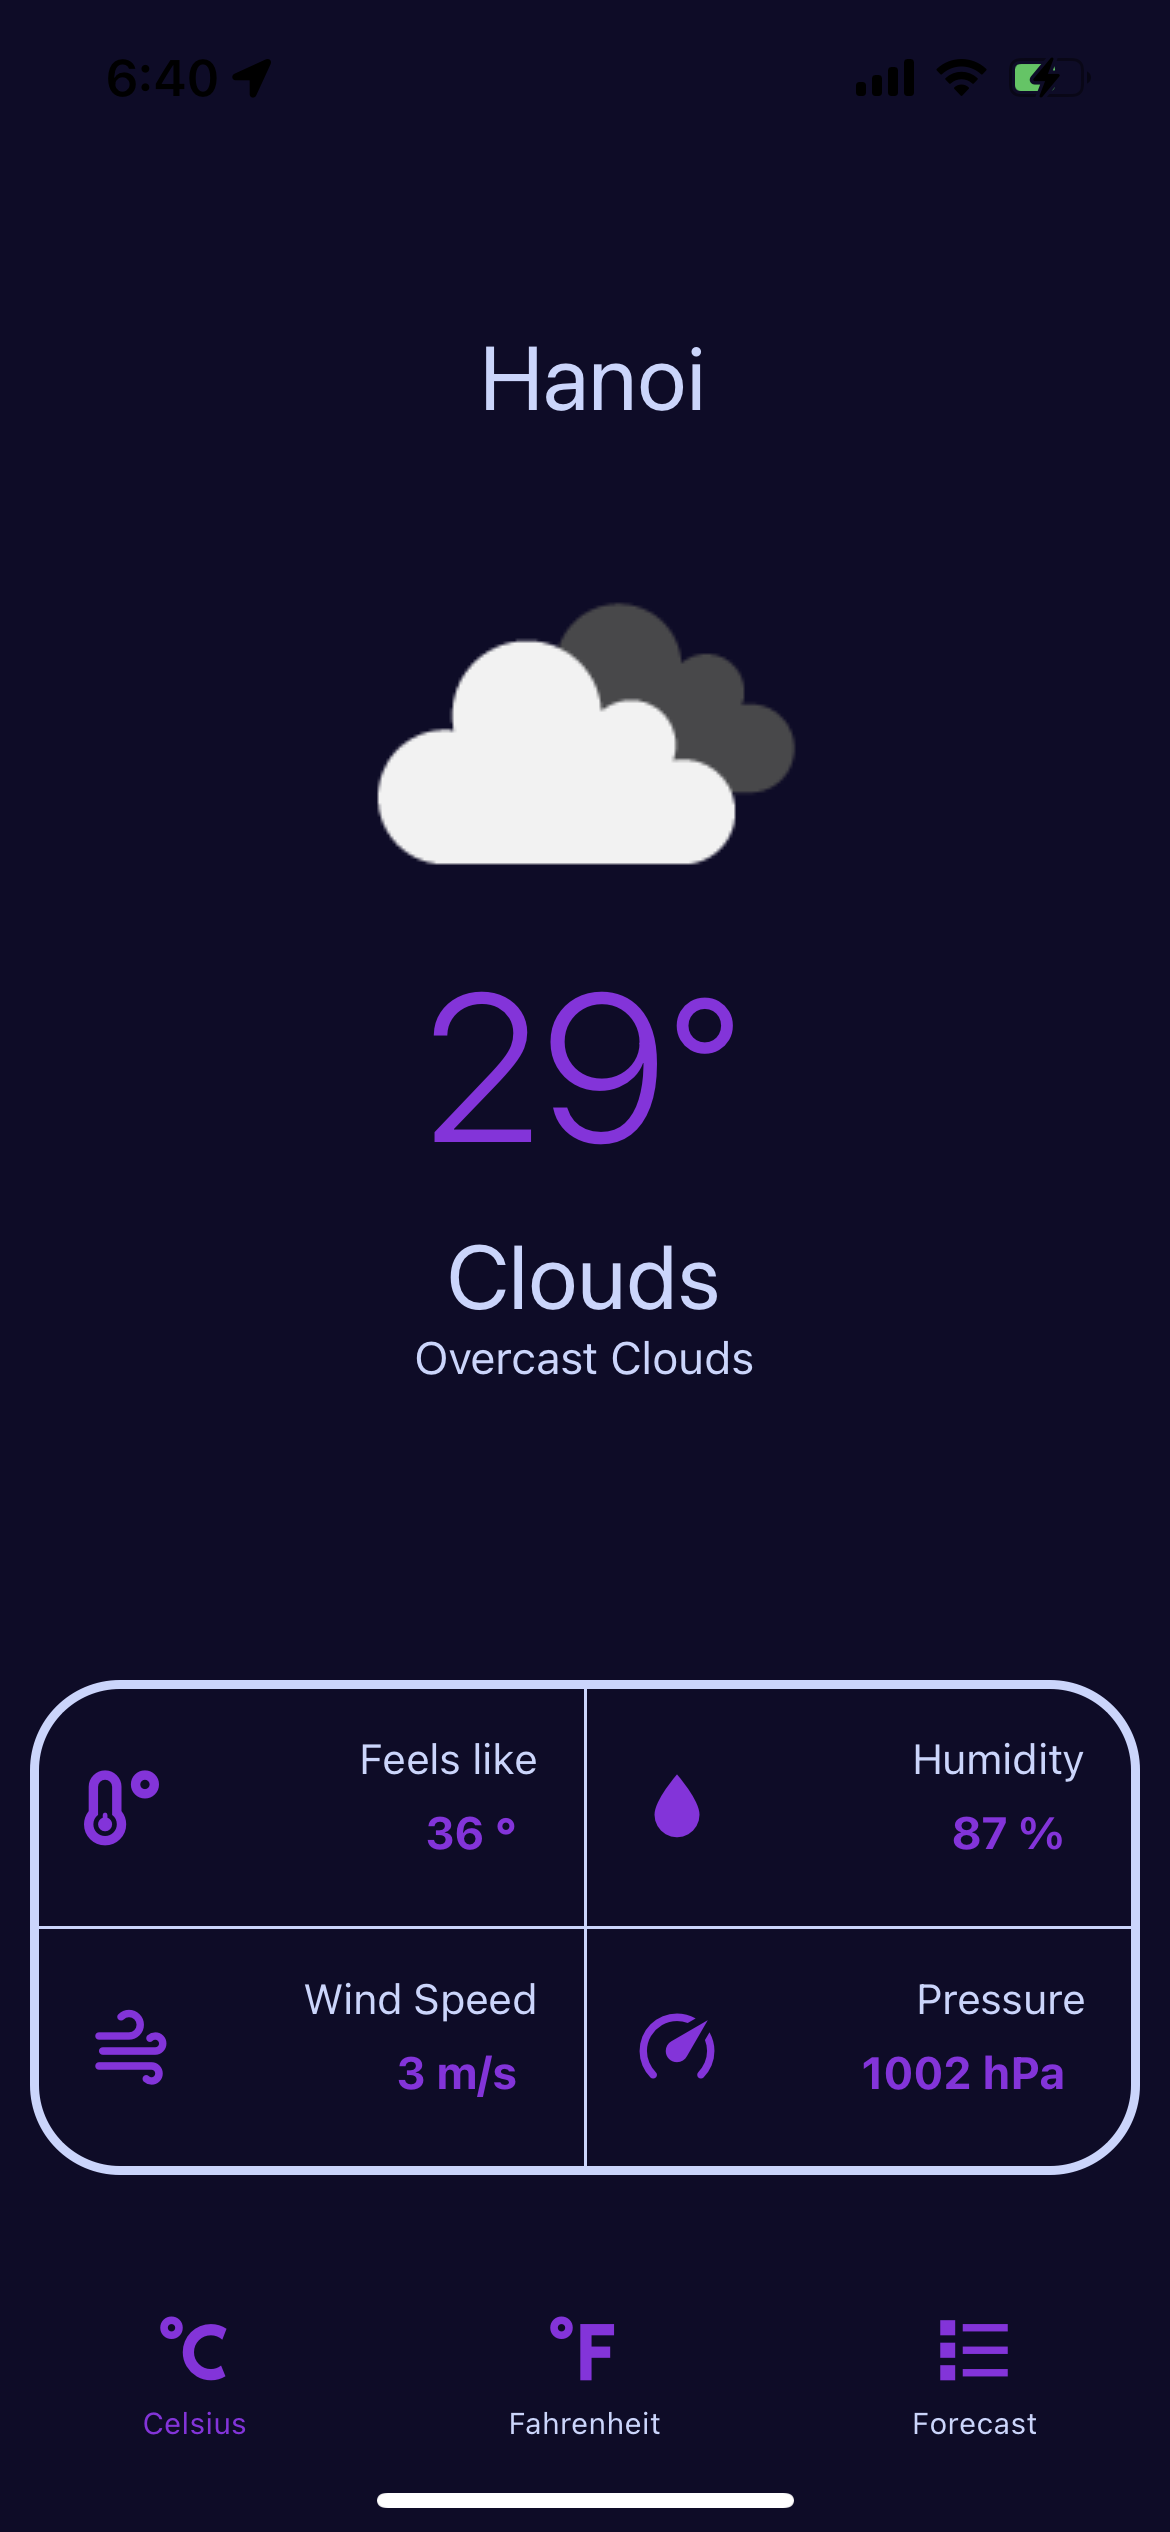 6:40
Hanoi
29°
Clouds
Overcast Clouds
Feels like
36 °
Humidity
87 %
Wind Speed
3 m/s
Pressure
1002 hPa
°C
Celsius
°F
Fahrenheit
Forecast